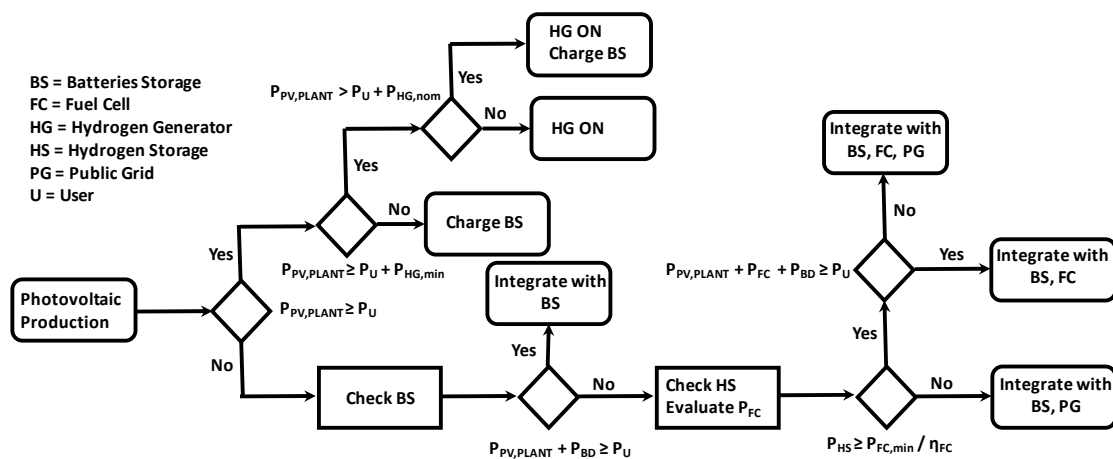 BS = Batteries Storage
FC = Fuel Cell
HG = Hydrogen Generator
HS = Hydrogen Storage
PG = Public Grid
U = User
HG ON
Charge BS
Yes
P_PV,PLANT > P_U + P_HG,nom
No
HG ON
Yes
No
Charge BS
P_PV,PLANT ≥ P_U + P_HG,min
Yes
Photovoltaic
Production
P_PV,PLANT ≥ P_U
No
Check BS
Integrate with
BS
Yes
No
P_PV,PLANT + P_BD ≥ P_U
Check HS
Evaluate P_FC
Integrate with
BS, FC, PG
No
P_PV,PLANT + P_FC + P_BD ≥ P_U
Yes
Integrate with
BS, FC
Yes
No
Integrate with
BS, PG
P_HS ≥ P_FC,min / η_FC